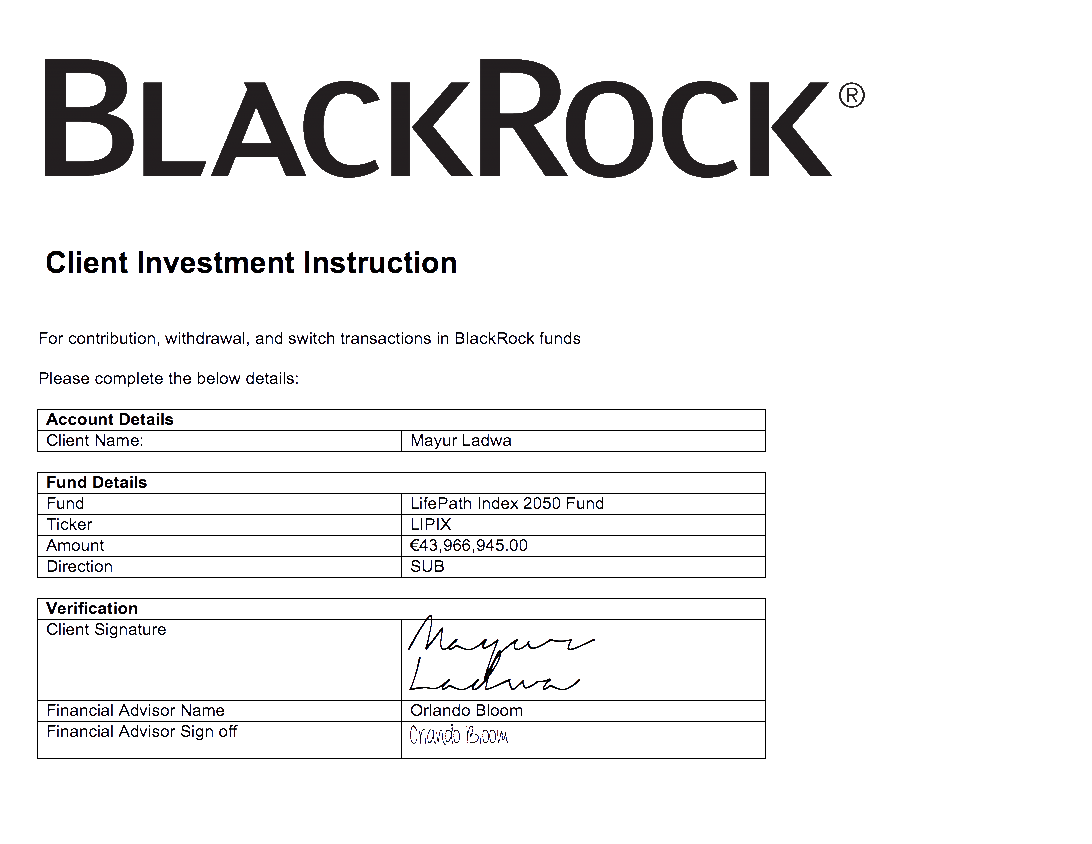 BLACKROCK®
Client Investment Instruction
For contribution, withdrawal, and switch transactions in BlackRock funds
Please complete the below details:
Account Details
Client Name: Mayur Ladwa
Fund Details
Fund LifePath Index 2050 Fund
Ticker LIPIX
Amount €43,966,945.00
Direction SUB
Verification
Client Signature Mayur
Ladwa
Financial Advisor Name Orlando Bloom
Financial Advisor Sign off Orlando Bloom